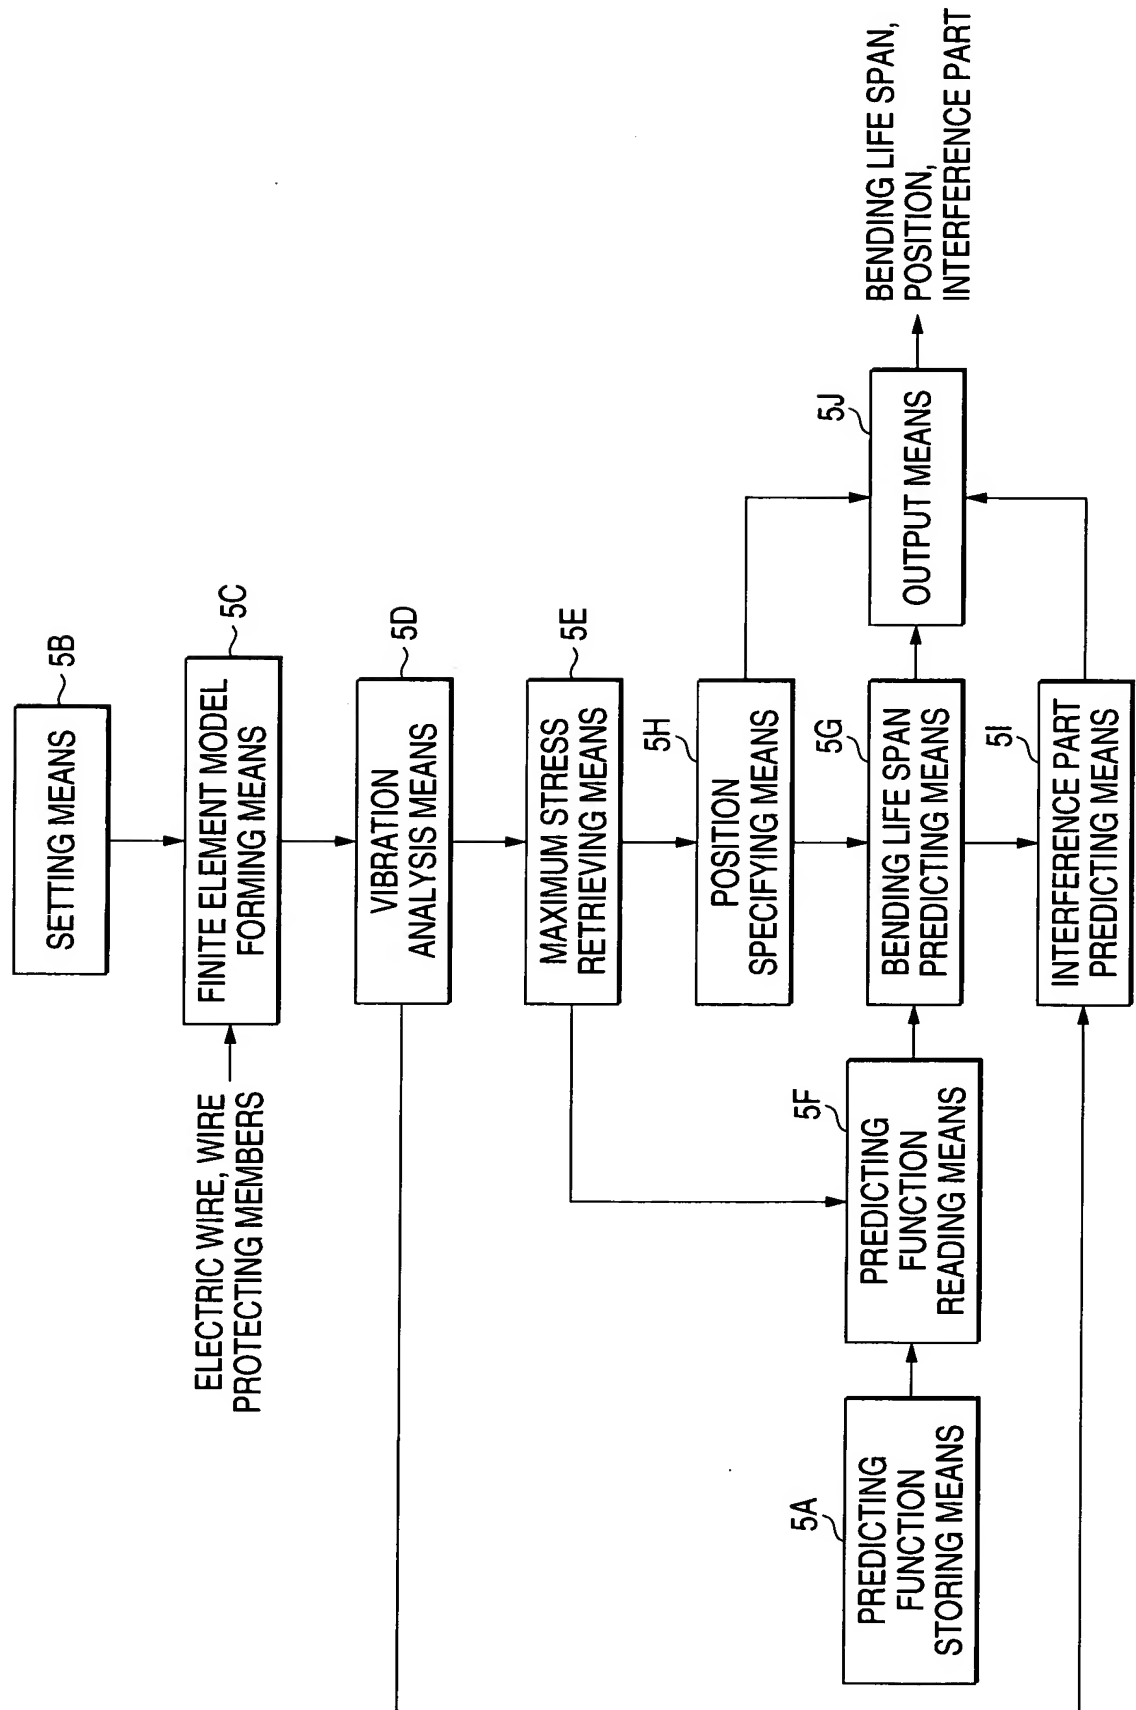 5B
SETTING MEANS
5C
FINITE ELEMENT MODEL
FORMING MEANS
ELECTRIC WIRE, WIRE
PROTECTING MEMBERS
5D
VIBRATION
ANALYSIS MEANS
5E
MAXIMUM STRESS
RETRIEVING MEANS
5H
POSITION
SPECIFYING MEANS
5A
PREDICTING
FUNCTION
STORING MEANS
5F
PREDICTING
FUNCTION
READING MEANS
5G
BENDING LIFE SPAN
PREDICTING MEANS
5J
OUTPUT MEANS
BENDING LIFE SPAN,
POSITION,
INTERFERENCE PART
5I
INTERFERENCE PART
PREDICTING MEANS